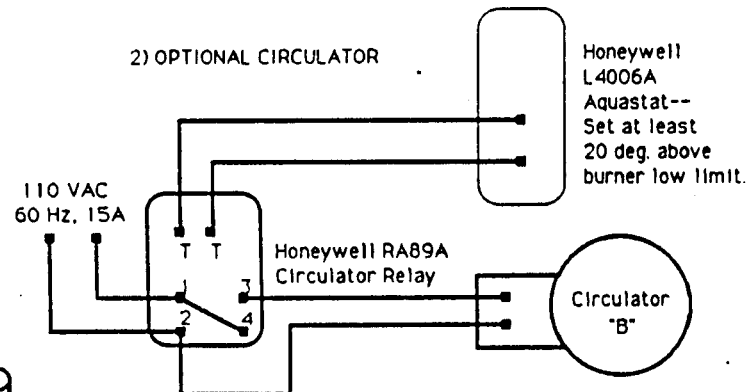 2) OPTIONAL CIRCULATOR
Honeywell
L4006A
Aquastat--
Set at least
20 deg. above
burner low limit.
110 VAC
60 Hz, 15A
T T
Honeywell RA89A
Circulator Relay
1 3
2 4
Circulator
"B"
9